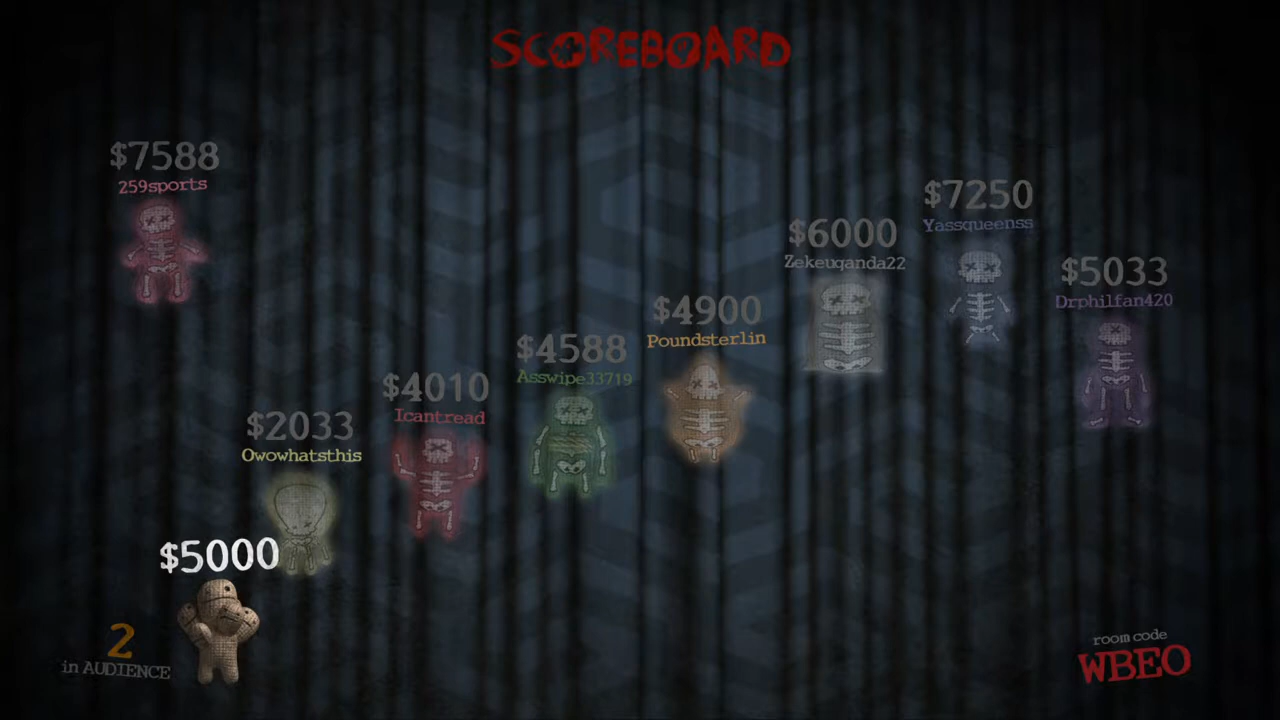 SCOREBOARD
$7588
259sports
$7250
Yassqueenss
$6000
Zekeuganda22
$5033
Drphilfan420
$4900
Poundsterlin
$4588
Asswipe33719
$4010
Icantread
$2033
Owowhatsthis
$5000
2
in AUDIENCE
room code
WBEO